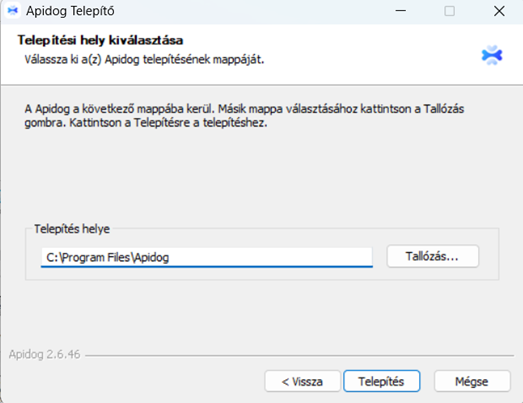 Apidog Telepítő
Telepítési hely kiválasztása
Válassza ki a(z) Apidog telepítésének mappáját.
A Apidog a következő mappába kerül. Másik mappa választásához kattintson a Tallózás
gombra. Kattintson a Telepítésre a telepítéshez.
Telepítés helye
C:\Program Files\Apidog
Tallózás...
Apidog 2.6.46
< Vissza
Telepítés
Mégse